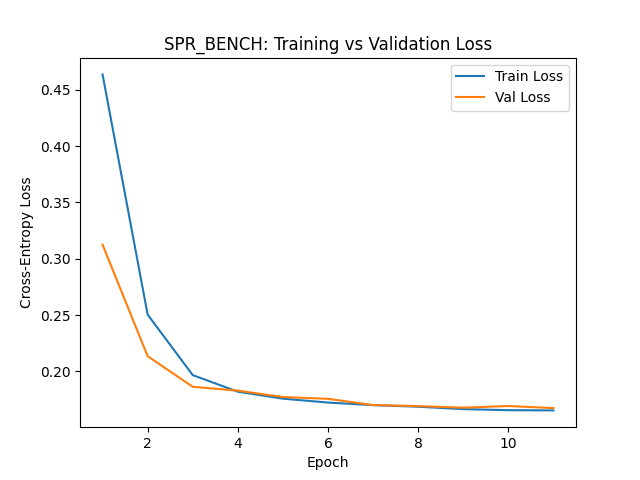 SPR_BENCH: Training vs Validation Loss
Train Loss
Val Loss
0.45
0.40
0.35
0.30
0.25
0.20
Cross-Entropy Loss
2
4
6
8
10
Epoch